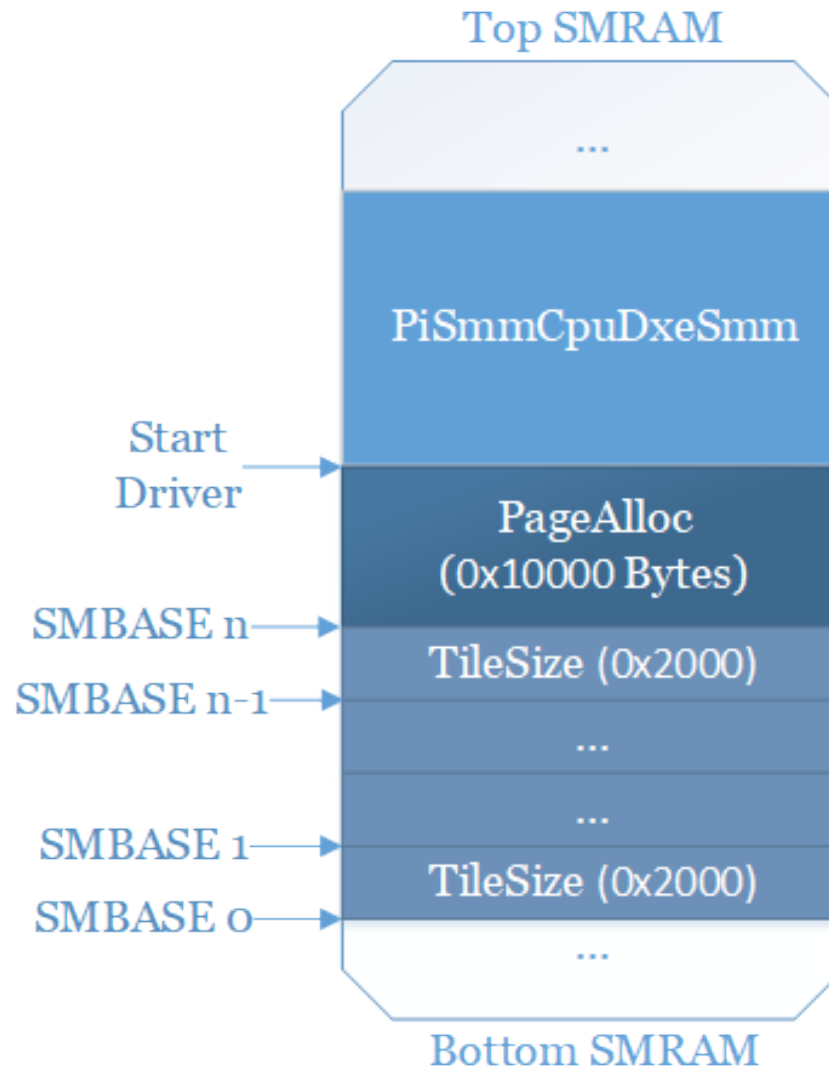 Top SMRAM
...
PiSmmCpuDxeSmm
Start
Driver
PageAlloc
(0x10000 Bytes)
SMBASE n
TileSize (0x2000)
SMBASE n-1
...
...
SMBASE 1
TileSize (0x2000)
SMBASE 0
...
Bottom SMRAM